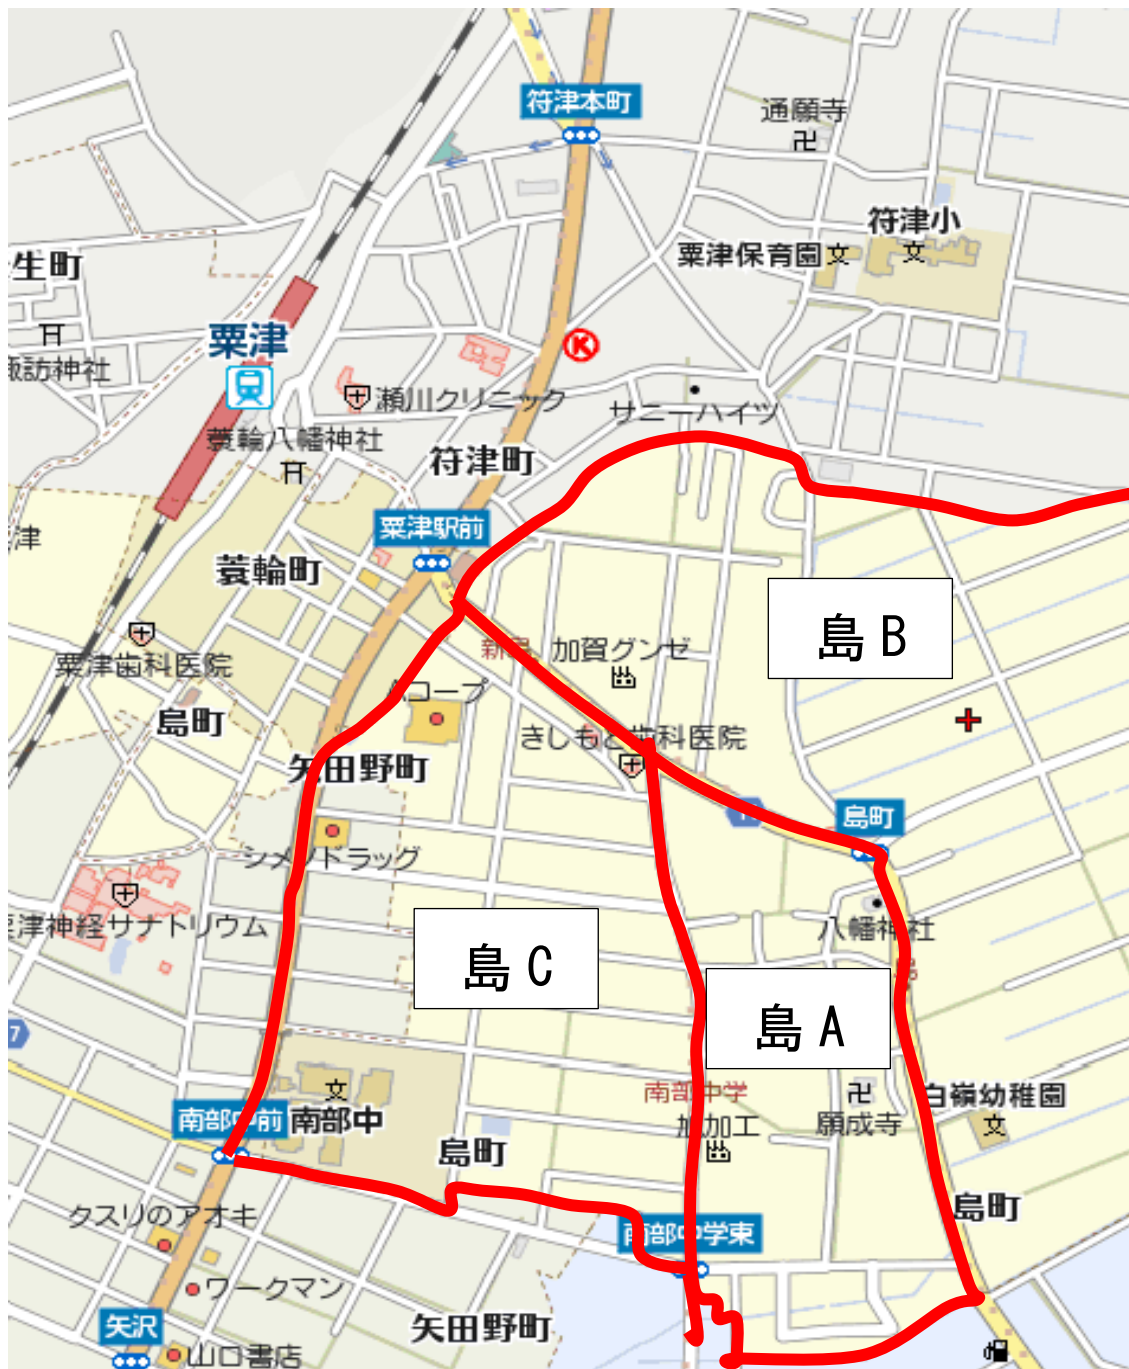 符津本町
通願寺
符津小
粟津保育園
文
文
生町
粟津
諏訪神社
瀬川クリニック
サニーハイツ
蓑輪八幡神社
符津町
粟津駅前
津
蓑輪町
島 B
加賀グンゼ
粟津歯科医院
Aコープ
島町
きしもと歯科医院
矢田野町
島町
シメノドラッグ
粟津神経サナトリウム
八幡神社
島 C
島 A
7
南部中学
文
白嶺幼稚園
南部中前
南部中
加工
願成寺
文
島町
島町
クスリのアオキ
南部中学東
ワークマン
矢沢
矢田野町
山口書店
K